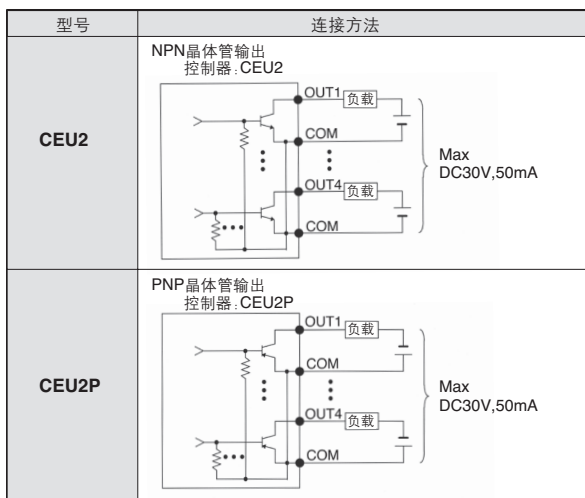 型号 连接方法
CEU2
NPN晶体管输出
控制器:CEU2
OUT1 负载
COM
OUT4 负载
COM
Max
DC30V,50mA
CEU2P
PNP晶体管输出
控制器:CEU2P
OUT1 负载
COM
OUT4 负载
COM
Max
DC30V,50mA